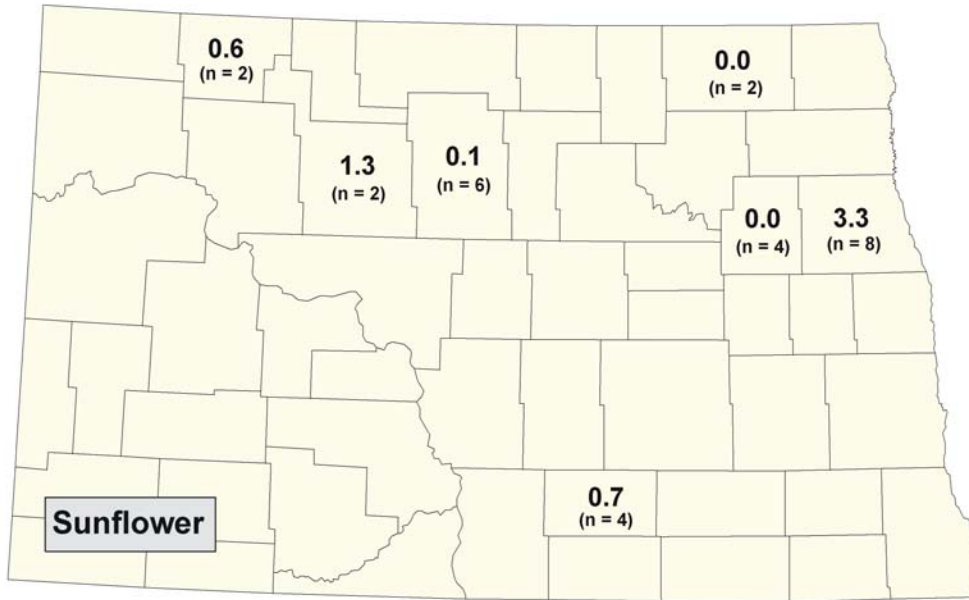 0.6
(n = 2)
0.0
(n = 2)
1.3
(n = 2)
0.1
(n = 6)
0.0
(n = 4)
3.3
(n = 8)
0.7
(n = 4)
Sunflower